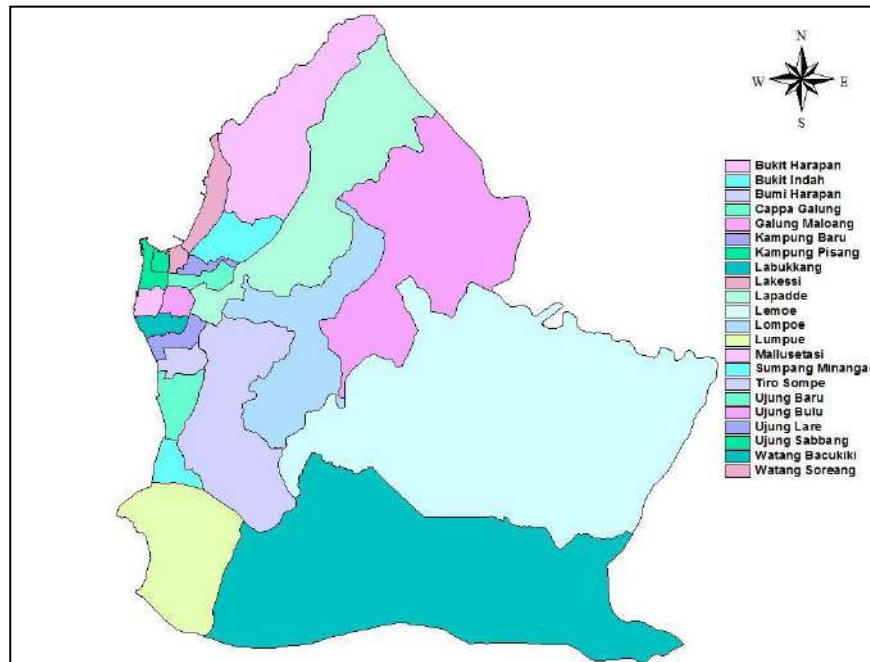 N
W E
S
Bukit Harapan
Bukit Indah
Bumi Harapan
Cappa Galung
Galung Maloang
Kampung Baru
Kampung Pisang
Labukkang
Lakessi
Lapadde
Lemoe
Lompoe
Lumpue
Mallusetasi
Sumpang Minangae
Tiro Sompe
Ujung Baru
Ujung Bulu
Ujung Lare
Ujung Sabbang
Watang Bacukiki
Watang Soreang